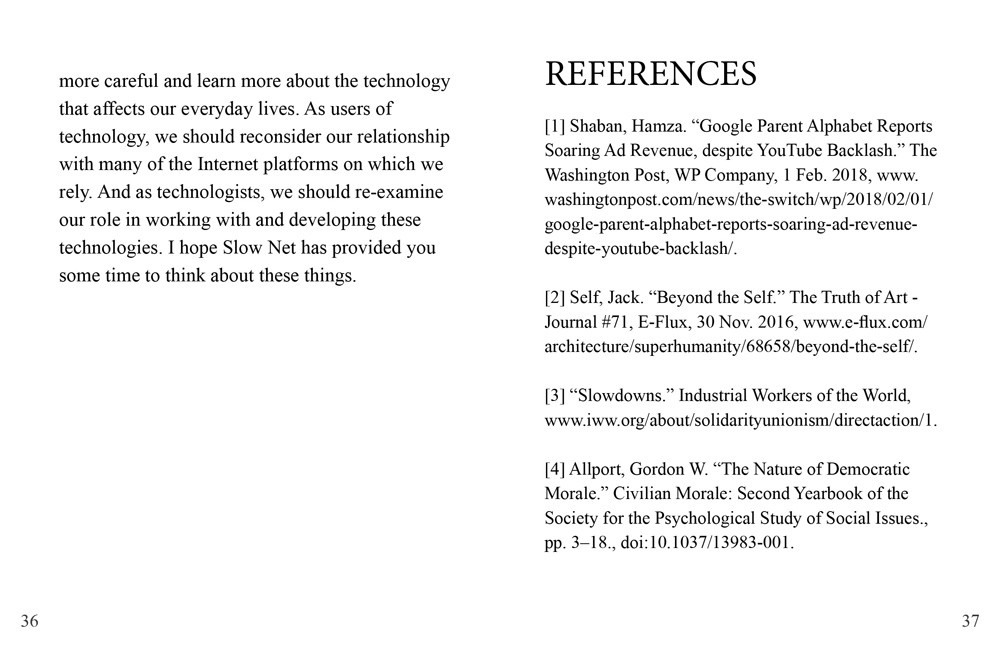 more careful and learn more about the technology
that affects our everyday lives. As users of
technology, we should reconsider our relationship
with many of the Internet platforms on which we
rely. And as technologists, we should re-examine
our role in working with and developing these
technologies. I hope Slow Net has provided you
some time to think about these things.
36
REFERENCES
[1] Shaban, Hamza. “Google Parent Alphabet Reports
Soaring Ad Revenue, despite YouTube Backlash.” The
Washington Post, WP Company, 1 Feb. 2018, www.
washingtonpost.com/news/the-switch/wp/2018/02/01/
google-parent-alphabet-reports-soaring-ad-revenue-
despite-youtube-backlash/.
[2] Self, Jack. “Beyond the Self.” The Truth of Art -
Journal #71, E-Flux, 30 Nov. 2016, www.e-flux.com/
architecture/superhumanity/68658/beyond-the-self/.
[3] “Slowdowns.” Industrial Workers of the World,
www.iww.org/about/solidarityunionism/directaction/1.
[4] Allport, Gordon W. “The Nature of Democratic
Morale.” Civilian Morale: Second Yearbook of the
Society for the Psychological Study of Social Issues.,
pp. 3–18., doi:10.1037/13983-001.
37